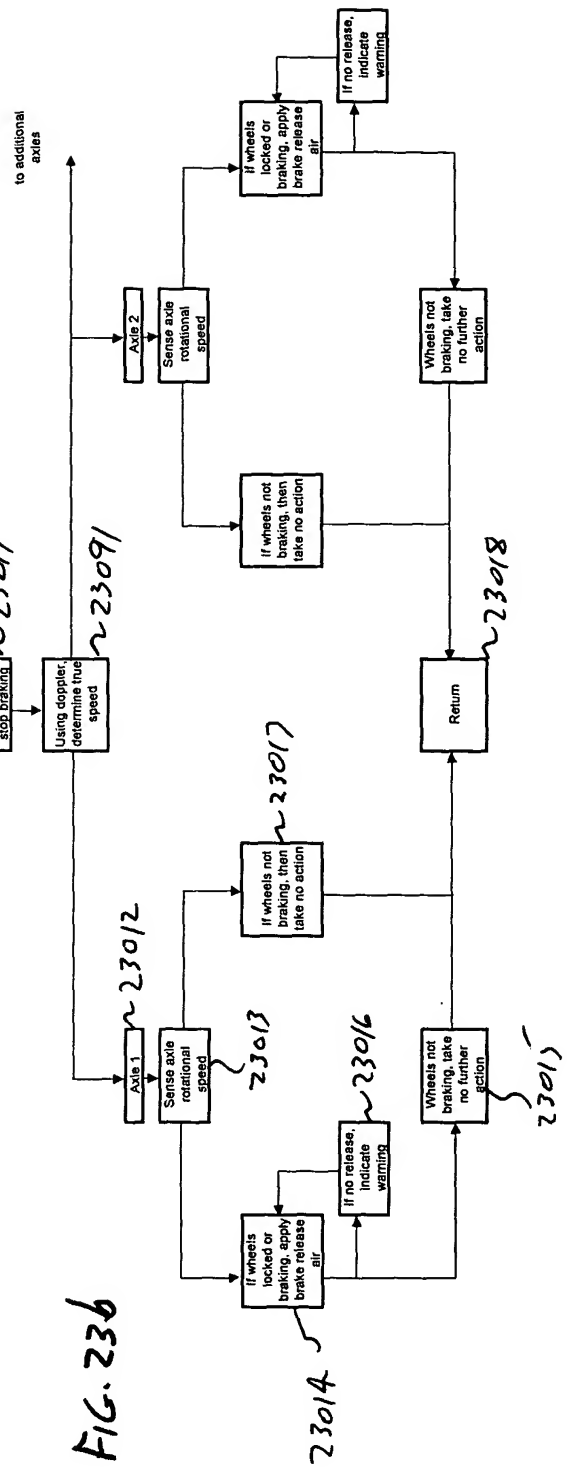 stop braking
Using doppler,
determine true
speed
~23091
to additional
axles
Axle 1
~23012
Sense axle
rotational
speed
23013
If wheels
locked or
braking, apply
brake release
air
23014
If no release,
indicate
warning
~23016
Wheels not
braking, take
no further
action
23015
If wheels not
braking, then
take no action
~23017
Axle 2
Sense axle
rotational
speed
If wheels not
braking, then
take no action
If wheels
locked or
braking, apply
brake release
air
If no release,
indicate
warning
Wheels not
braking, take
no further
action
Return
~23018
FIG. 23b